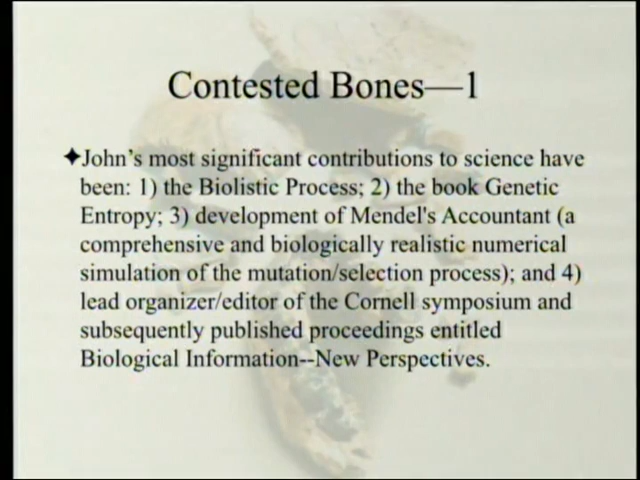 Contested Bones—1
✦John's most significant contributions to science have
been: 1) the Biolistic Process; 2) the book Genetic
Entropy; 3) development of Mendel's Accountant (a
comprehensive and biologically realistic numerical
simulation of the mutation/selection process); and 4)
lead organizer/editor of the Cornell symposium and
subsequently published proceedings entitled
Biological Information--New Perspectives.